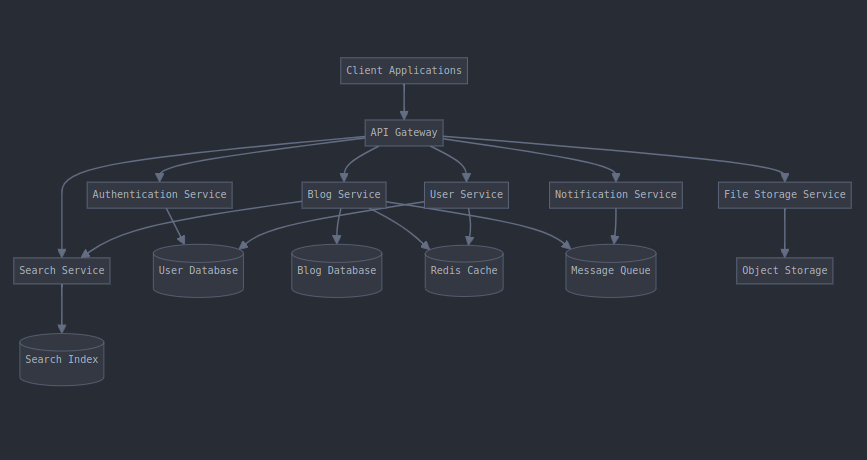 Client Applications
API Gateway
Authentication Service
Blog Service
User Service
Notification Service
File Storage Service
Search Service
User Database
Blog Database
Redis Cache
Message Queue
Object Storage
Search Index